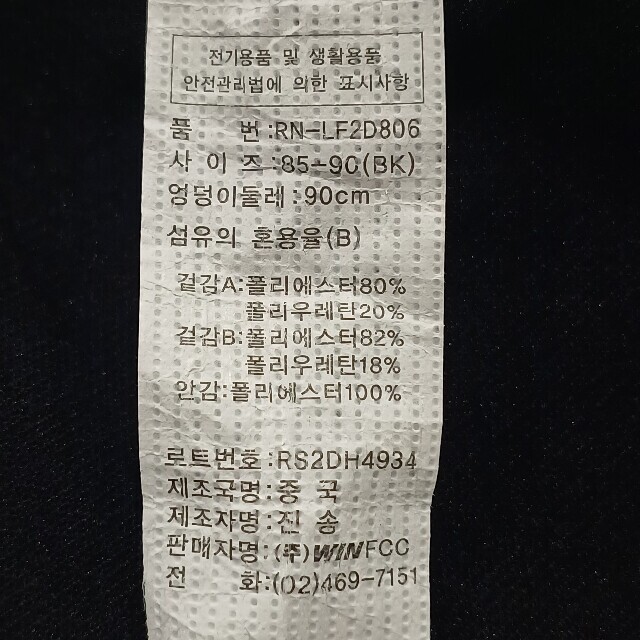 전기용품 및 생활용품
안전관리법에 의한 표시사항
품 번:RN-LF2D806
사 이 즈:85-90(BK)
엉덩이둘레:90cm
섬유의 혼용율(B)
겉감A:폴리에스터80%
폴리우레탄20%
겉감B:폴리에스터82%
폴리우레탄18%
안감:폴리에스터100%
로트번호:RS2DH4934
제조국명:중 국
제조자명:진 송
판매자명:(주)WINFCC
전 화:(02)469-7151